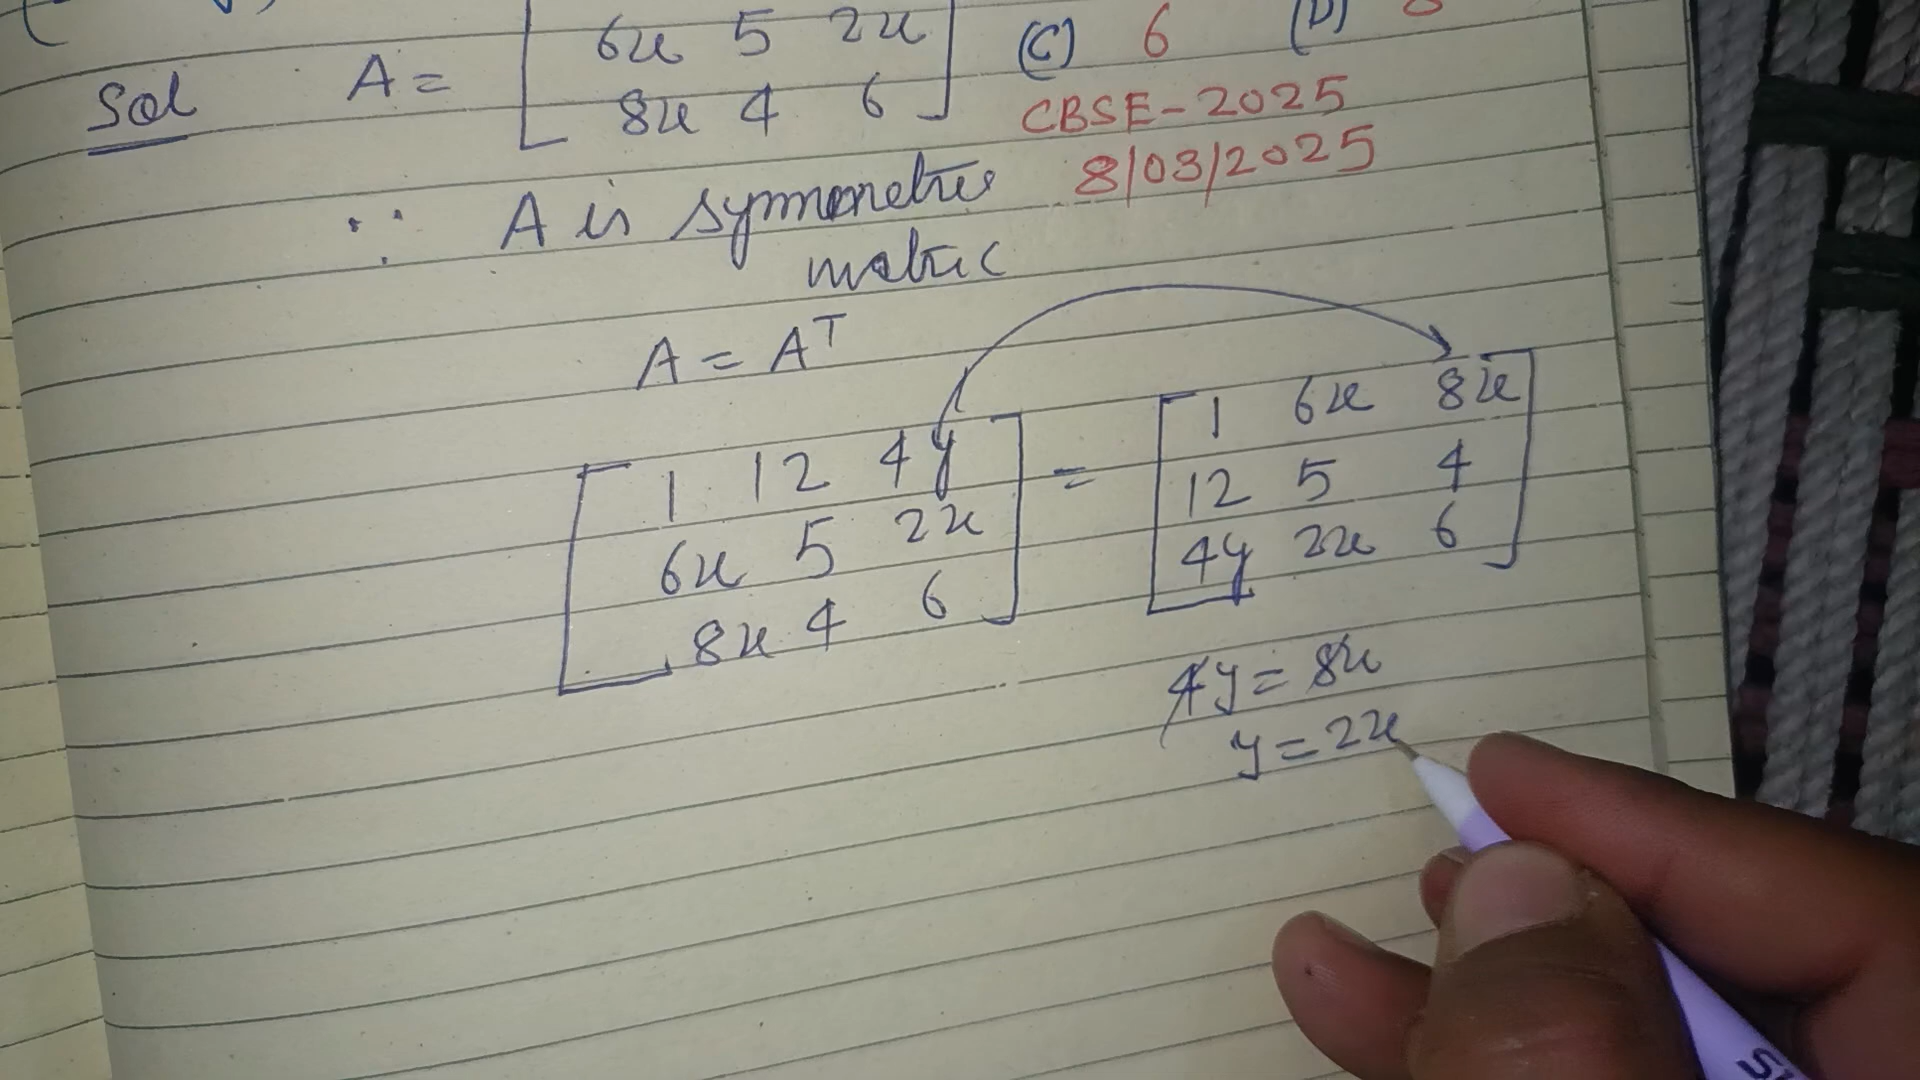 6x 5 2x (C) 6 (D)
Sol A =
8x 4 6
CBSE-2025
∵ A is symmetric 8/03/2025
matric
A = A^T
1 12 4y = 1 6x 8x
6x 5 2x 12 5 4
8x 4 6 4y 2x 6
4y = 8x
y = 2x